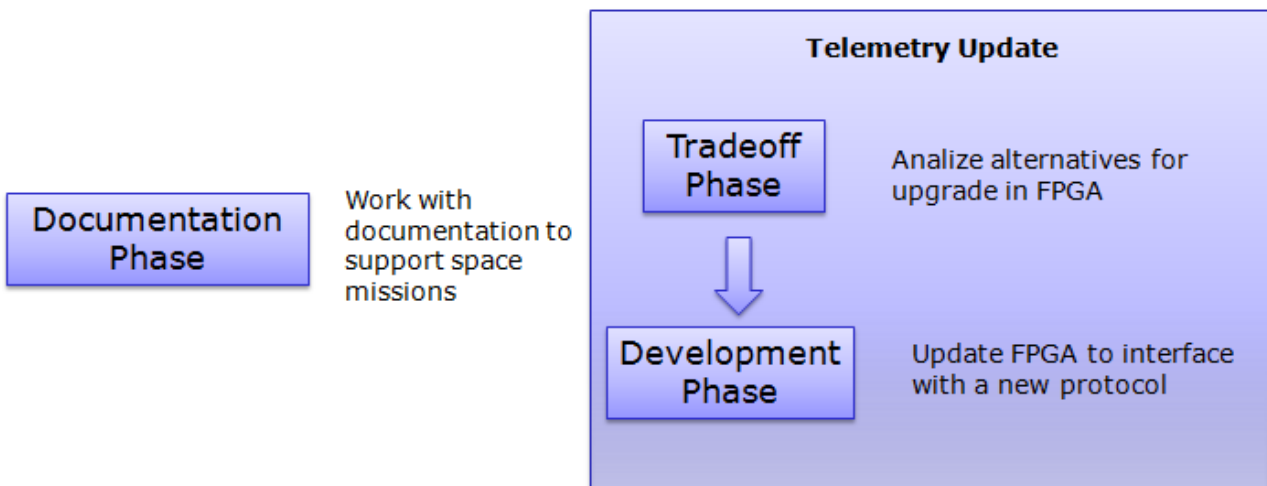 Documentation
Phase
Work with
documentation to
support space
missions
Telemetry Update
Tradeoff
Phase
Analize alternatives for
upgrade in FPGA
Development
Phase
Update FPGA to interface
with a new protocol